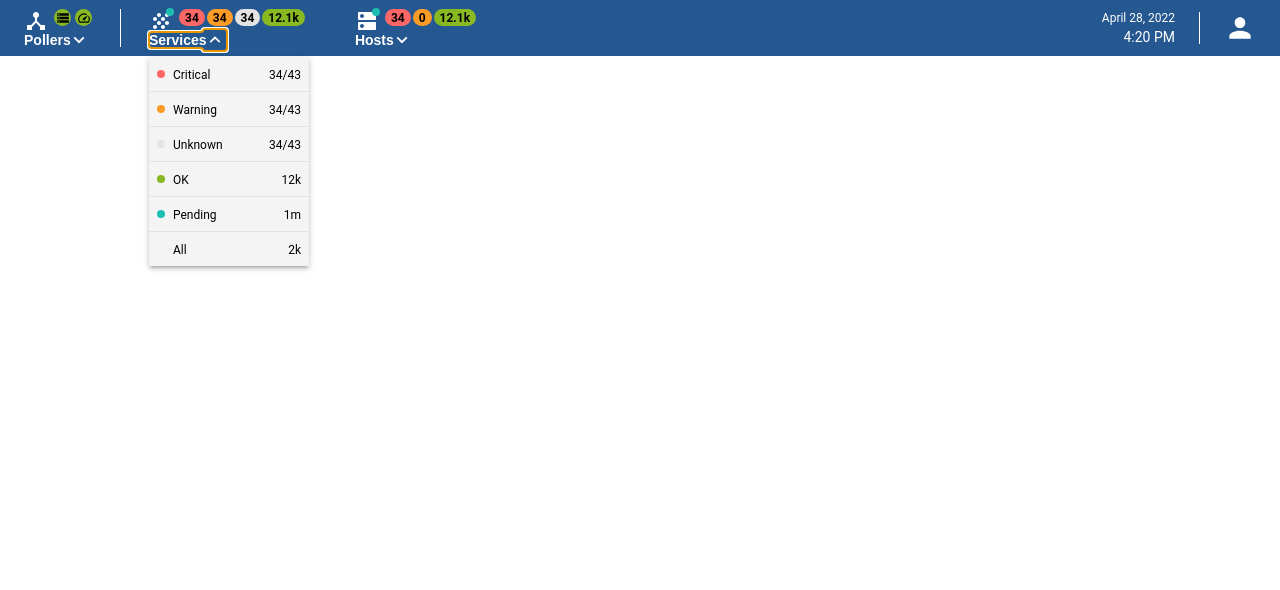 34 34 34 12.1k
34 0 12.1k
April 28, 2022
Pollers Services Hosts
4:20 PM
Critical 34/43
Warning 34/43
Unknown 34/43
OK 12k
Pending 1m
All 2k